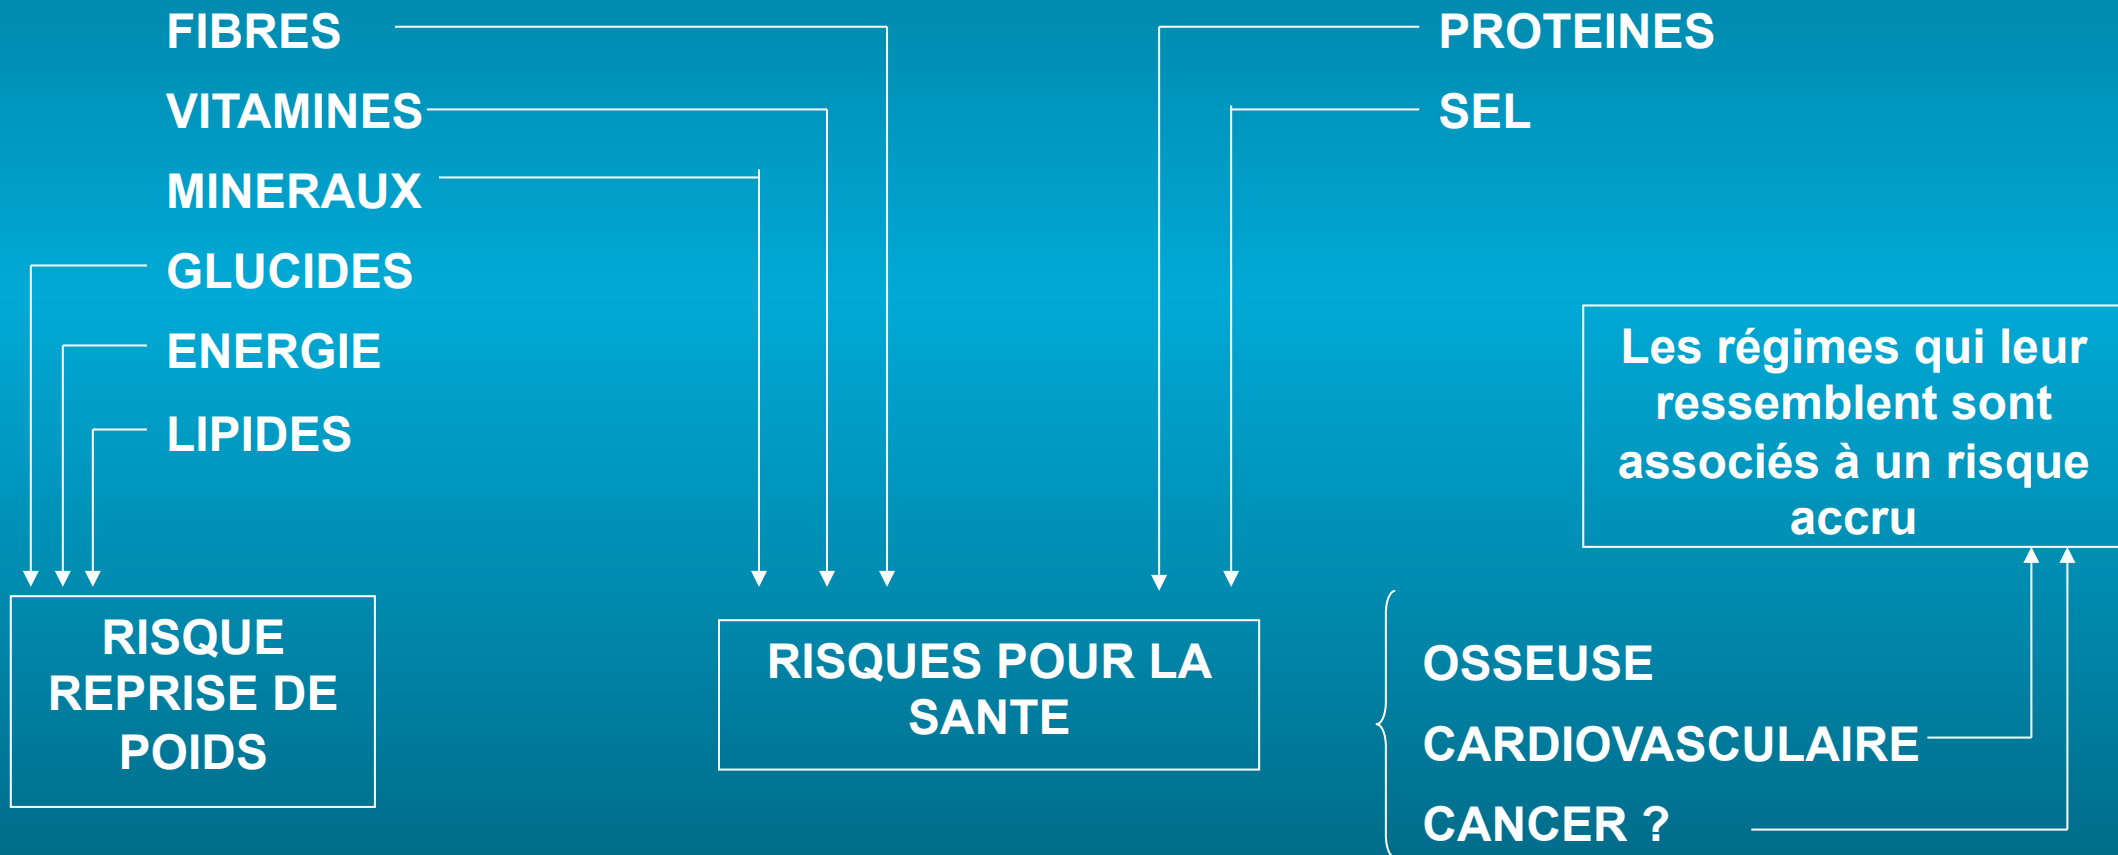 FIBRES
VITAMINES
MINERAUX
GLUCIDES
ENERGIE
LIPIDES
PROTEINES
SEL
Les régimes qui leur
ressemblent sont
associés à un risque
accru
RISQUE
REPRISE DE
POIDS
RISQUES POUR LA
SANTE
OSSEUSE
CARDIOVASCULAIRE
CANCER ?